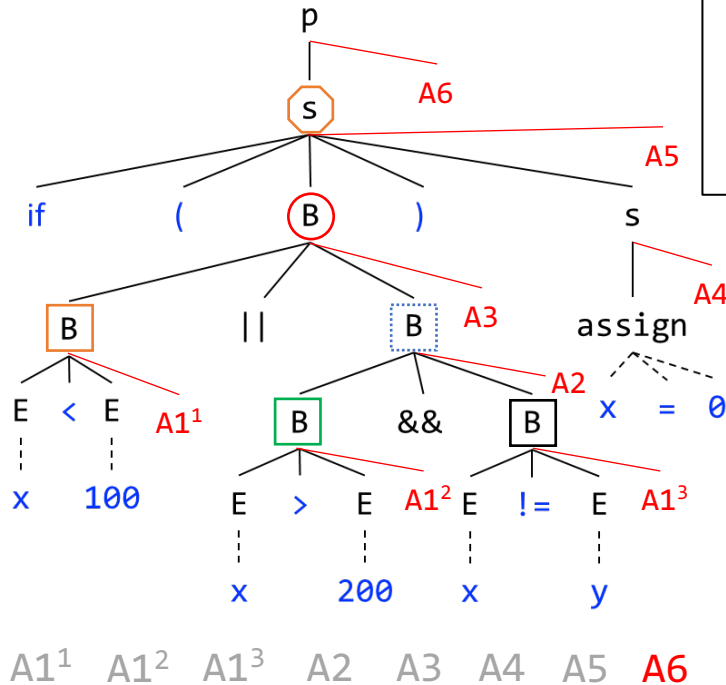 p
A6
s
A5
if ( B ) s
A4
B || B A3 assign
A2
x = 0
E < E A1¹ B && B
x 100 E > E A1² E != E A1³
x 200 x y
A1¹ A1² A1³ A2 A3 A4 A5 A6